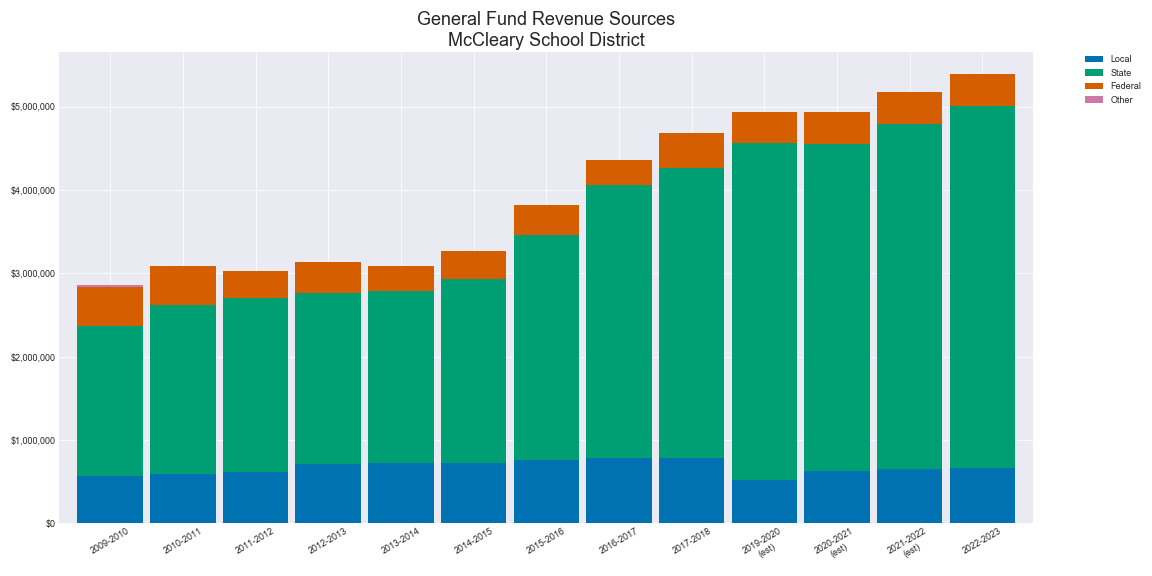 General Fund Revenue Sources
McCleary School District
Local
State
Federal
Other
$5,000,000
$4,000,000
$3,000,000
$2,000,000
$1,000,000
$0
2009-2010
2010-2011
2011-2012
2012-2013
2013-2014
2014-2015
2015-2016
2016-2017
2017-2018
2019-2020
(est)
2020-2021
(est)
2021-2022
(est)
2022-2023